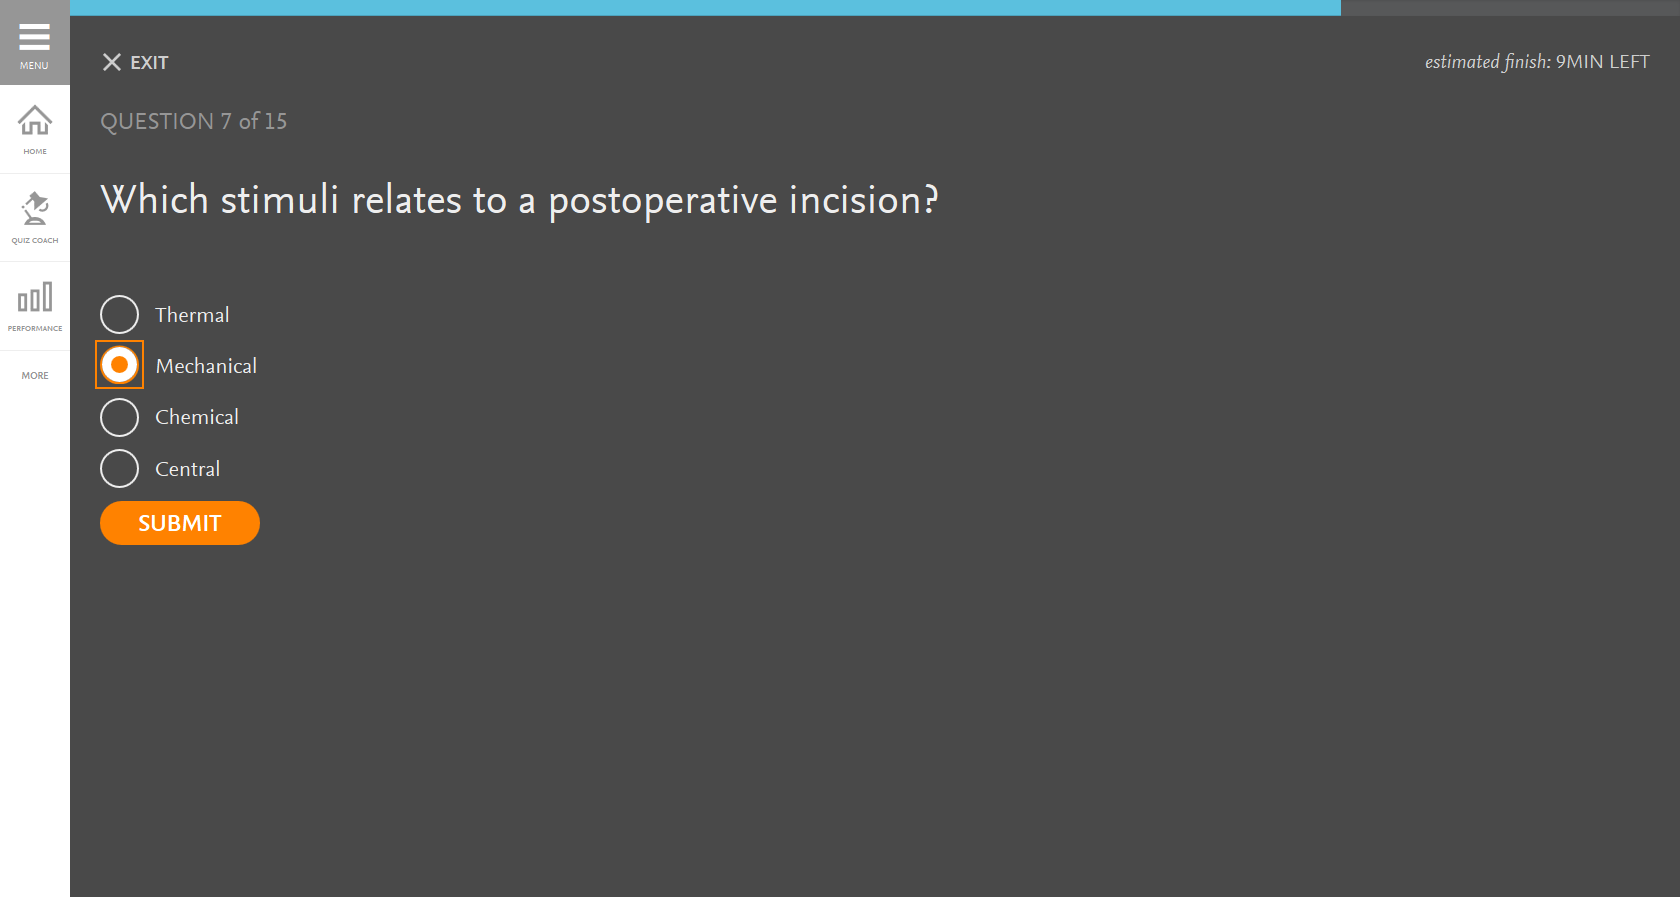 MENU
HOME
QUIZ COACH
PERFORMANCE
MORE
EXIT
estimated finish: 9MIN LEFT
QUESTION 7 of 15
Which stimuli relates to a postoperative incision?
Thermal
Mechanical
Chemical
Central
SUBMIT